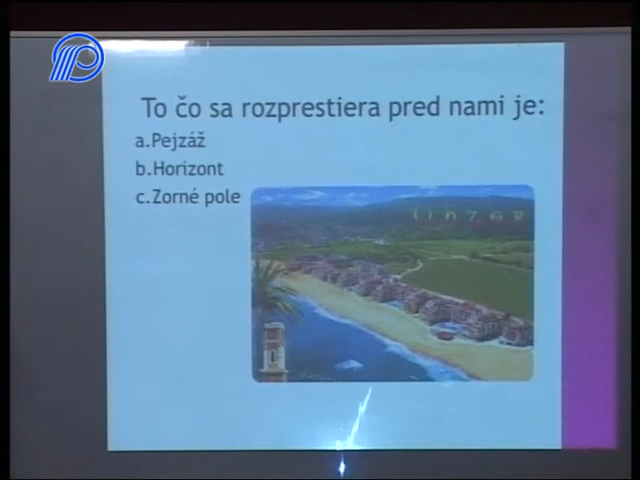 To čo sa rozprestiera pred nami je:
a.Pejzáž
b.Horizont
c.Zorné pole